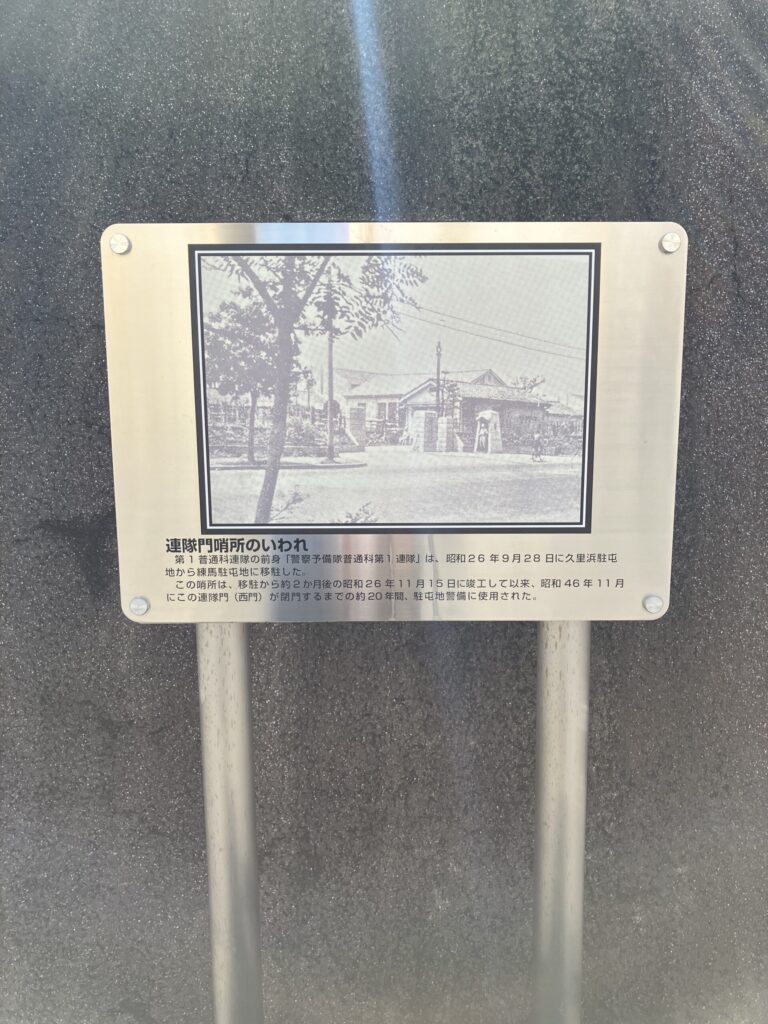 連隊門哨所のいわれ
第1普通科連隊の前身「警察予備隊普通科第1連隊」は、昭和26年9月28日に久里浜駐屯
地から練馬駐屯地に移駐した。
この哨所は、移駐から約2か月後の昭和26年11月15日に竣工して以来、昭和46年11月
にこの連隊門（西門）が閉門するまでの約20年間、駐屯地警備に使用された。